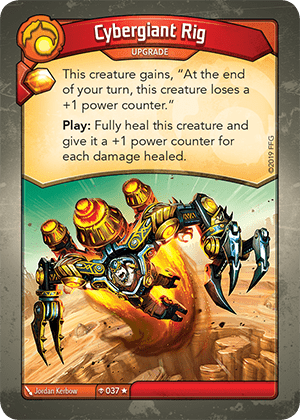 Cybergiant Rig
UPGRADE
This creature gains, “At the end
of your turn, this creature loses a
+1 power counter.”
Play: Fully heal this creature and
give it a +1 power counter for
each damage healed.
©2019 FFG
Jordan Kerbow
037